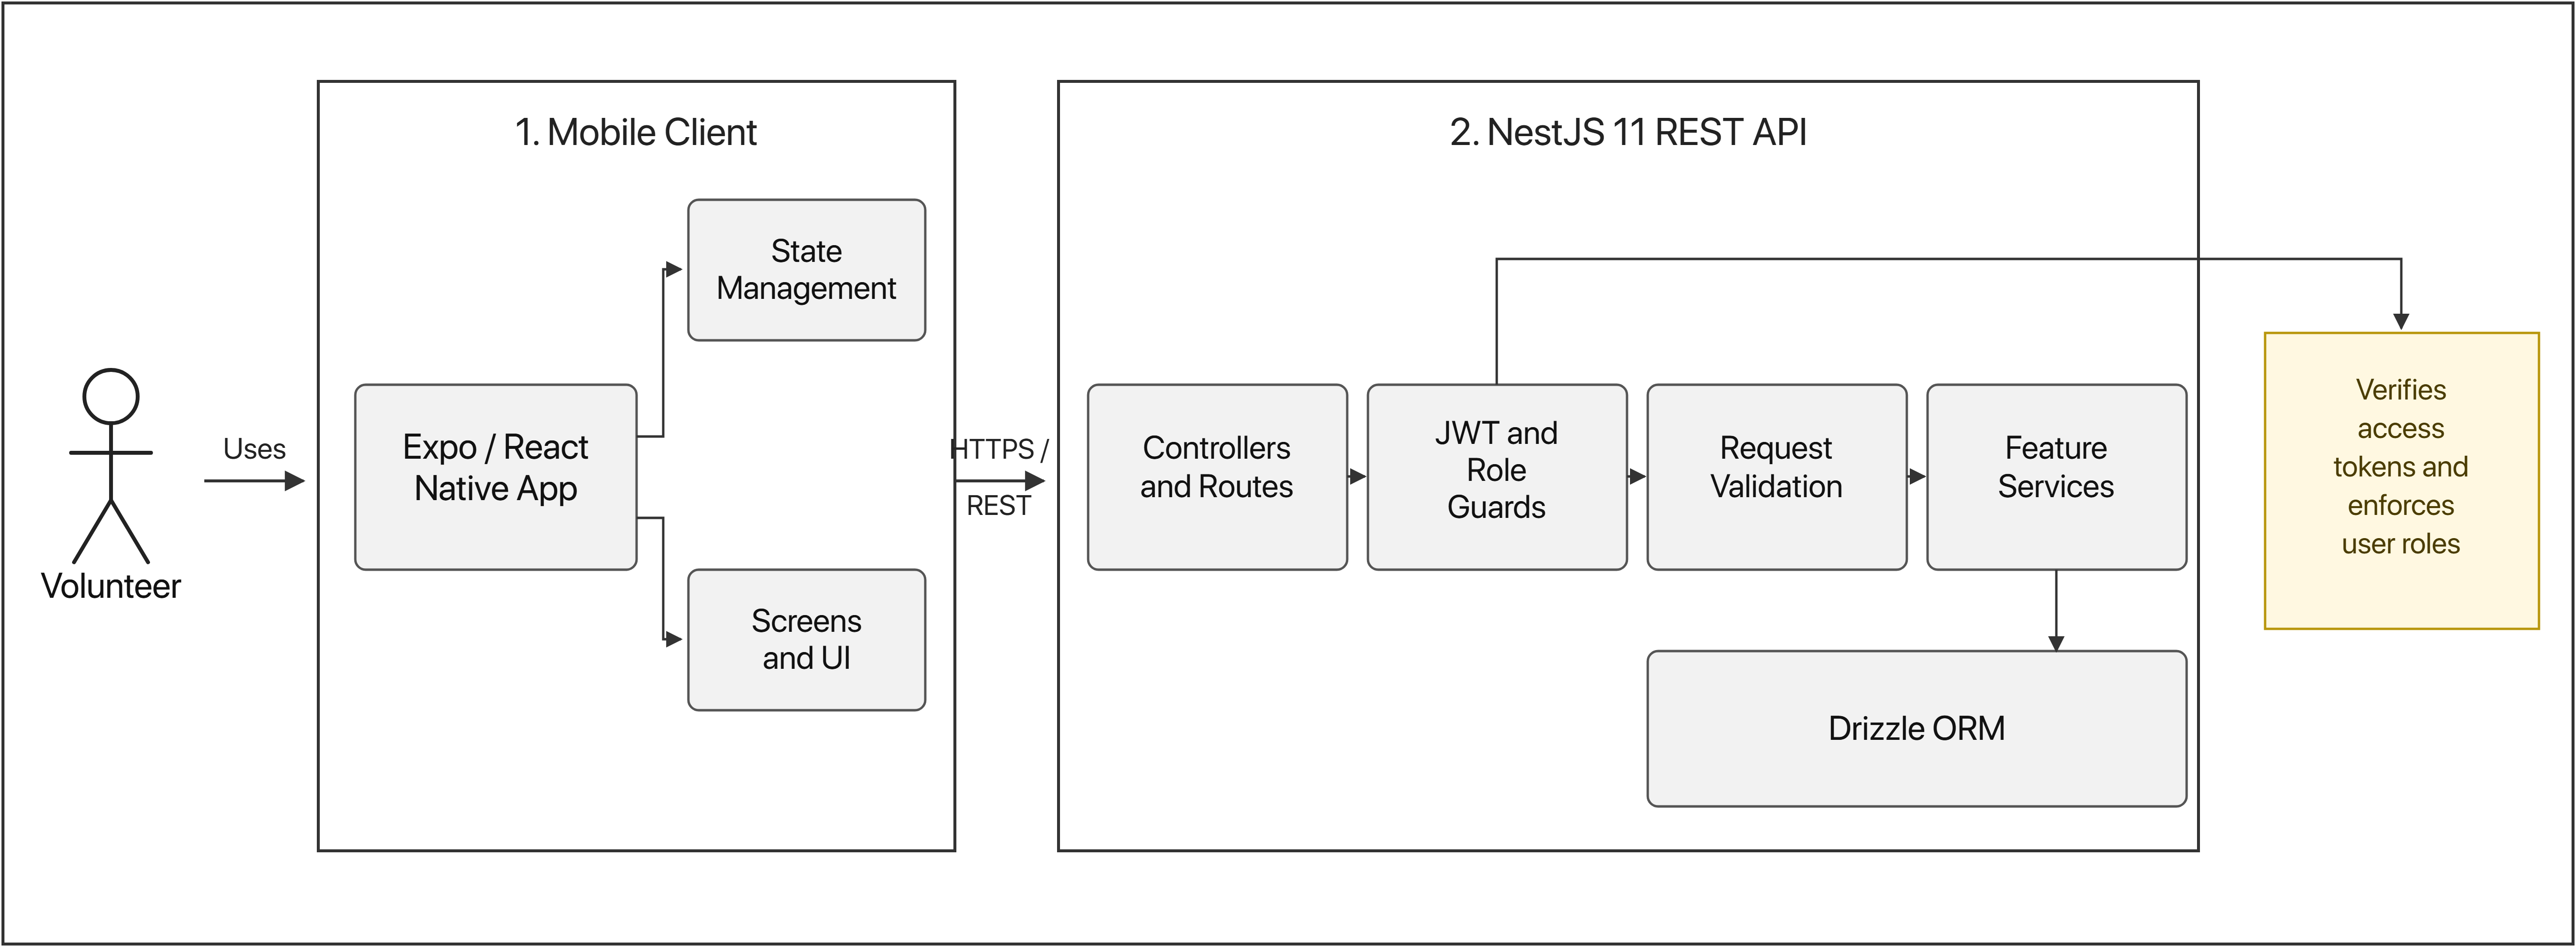 1. Mobile Client
2. NestJS 11 REST API
State
Management
Expo / React
Native App
Screens
and UI
Uses
Volunteer
HTTPS /
REST
Controllers
and Routes
JWT and
Role
Guards
Request
Validation
Feature
Services
Drizzle ORM
Verifies
access
tokens and
enforces
user roles